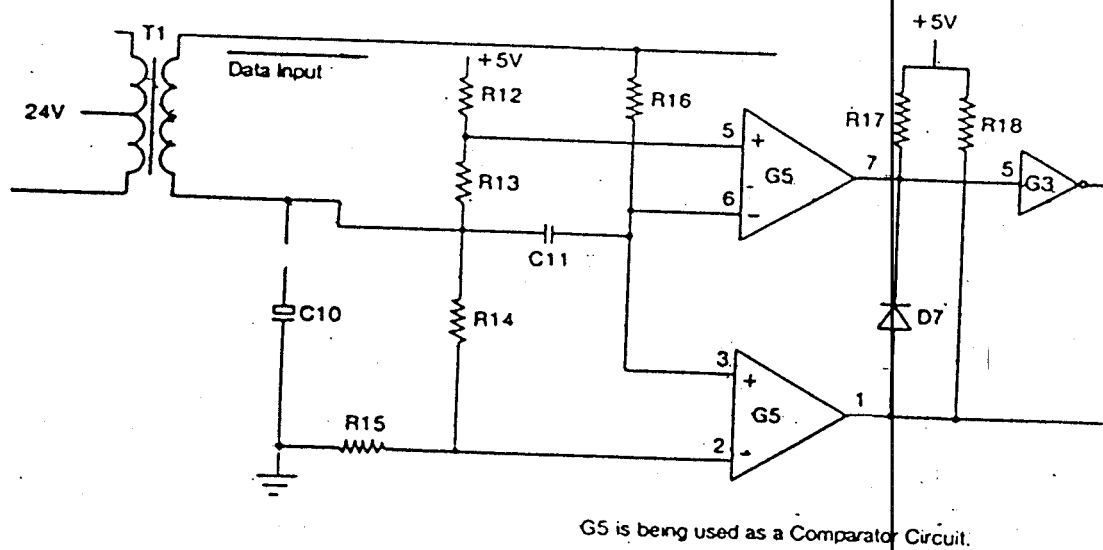 T1
+5V
Data Input
+5V
24V
R12
R16
R17
R18
5
+
7
5
R13
-
G5
G3
6
-
C11
C10
R14
D7
3
+
1
R15
G5
2
-
G5 is being used as a Comparator Circuit.